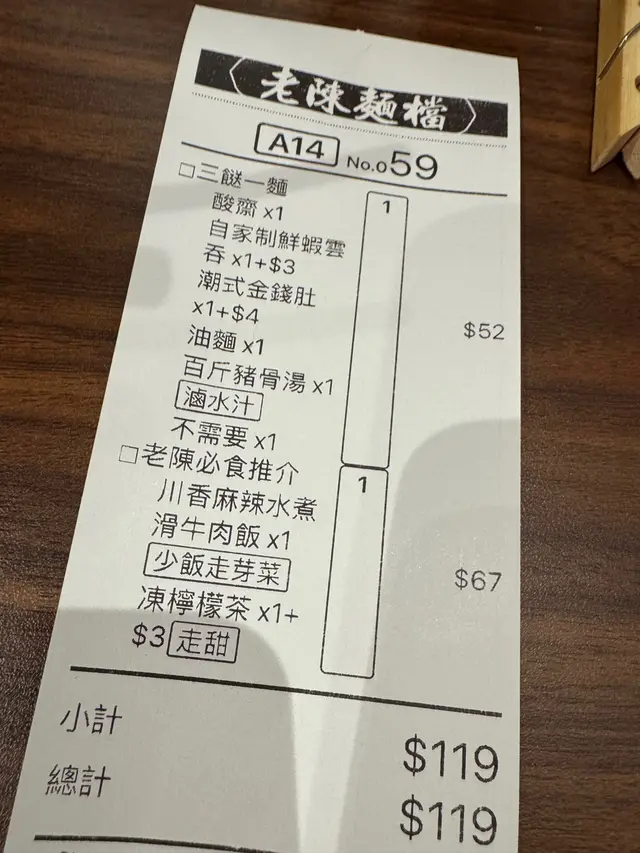 老陳麵檔
A14 No.059
□三餸一麵 1
酸齋 x1
自家制鮮蝦雲
吞 x1+$3
潮式金錢肚
x1+$4 $52
油麵 x1
百斤豬骨湯 x1
滷水汁
不需要 x1
□老陳必食推介 1
川香麻辣水煮
滑牛肉飯 x1
少飯走芽菜 $67
凍檸檬茶 x1+
$3 走甜
小計 $119
總計 $119